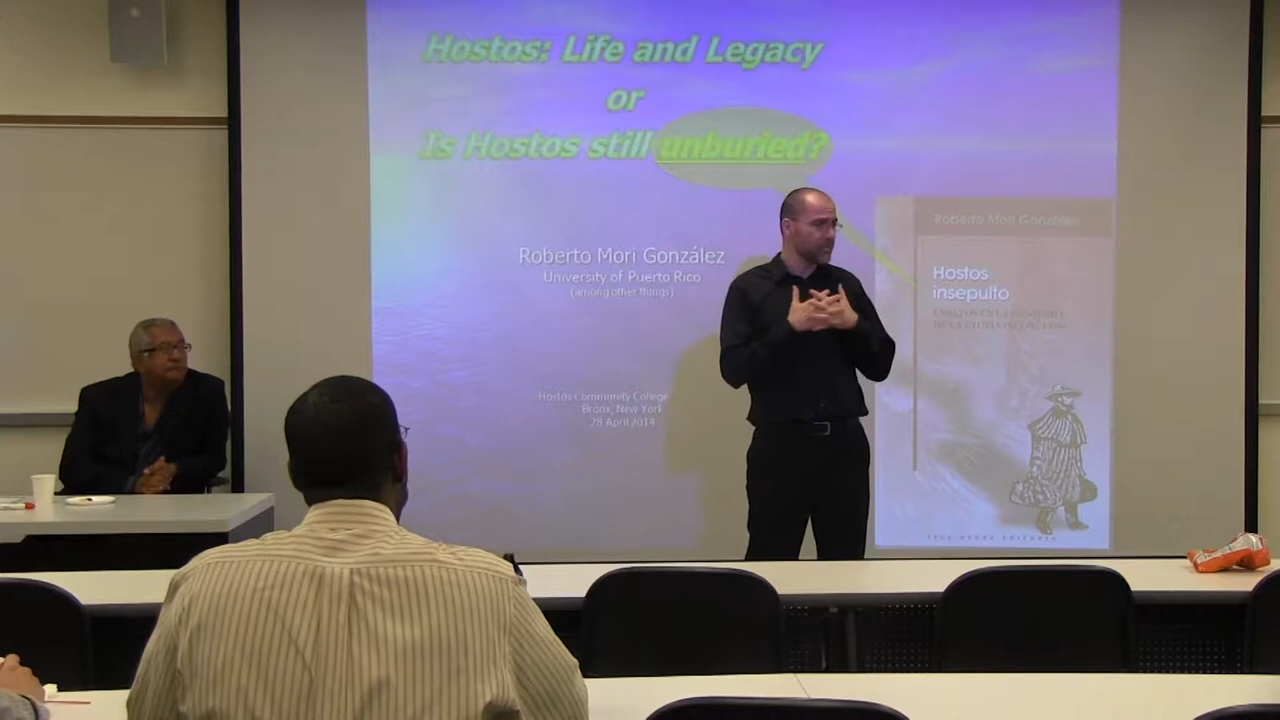 Hostos: Life and Legacy
or
Is Hostos still unburied?
Roberto Mori González
University of Puerto Rico
(among other things)
Hostos Community College
Bronx, New York
28 April 2014
Roberto Mori González
Hostos
insepulto